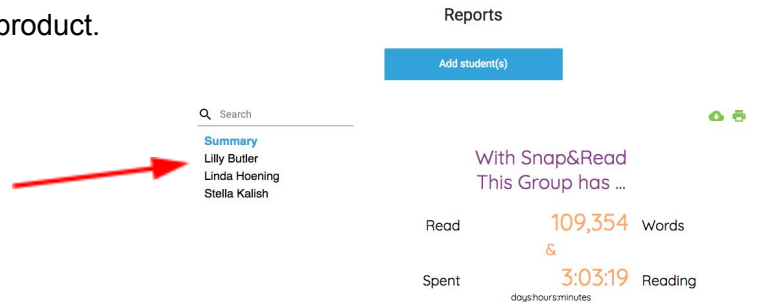 product.
Reports
Add student(s)
Search
Summary
Lilly Butler
Linda Hoening
Stella Kalish
With Snap&Read
This Group has ...
Read 109,354 Words
&
Spent 3:03:19 Reading
days:hours:minutes